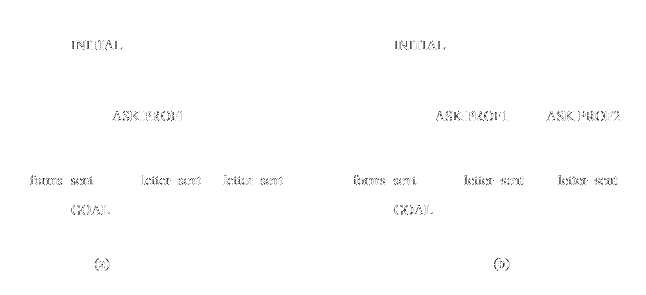 INITIAL INITIAL
ASK PROF1 ASK PROF1 ASK PROF2
forms sent letter sent letter sent forms sent letter sent letter sent
GOAL GOAL
(a) (b)